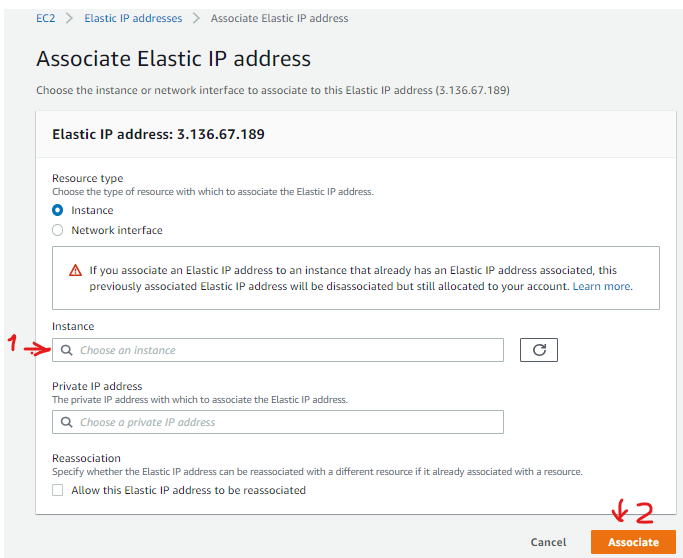 EC2 > Elastic IP addresses > Associate Elastic IP address
Associate Elastic IP address
Choose the instance or network interface to associate to this Elastic IP address (3.136.67.189)
Elastic IP address: 3.136.67.189
Resource type
Choose the type of resource with which to associate the Elastic IP address.
Instance
Network interface
If you associate an Elastic IP address to an instance that already has an Elastic IP address associated, this
previously associated Elastic IP address will be disassociated but still allocated to your account. Learn more.
Instance
1
Choose an instance
Private IP address
The private IP address with which to associate the Elastic IP address.
Choose a private IP address
Reassociation
Specify whether the Elastic IP address can be reassociated with a different resource if it already associated with a resource.
Allow this Elastic IP address to be reassociated
2
Cancel
Associate